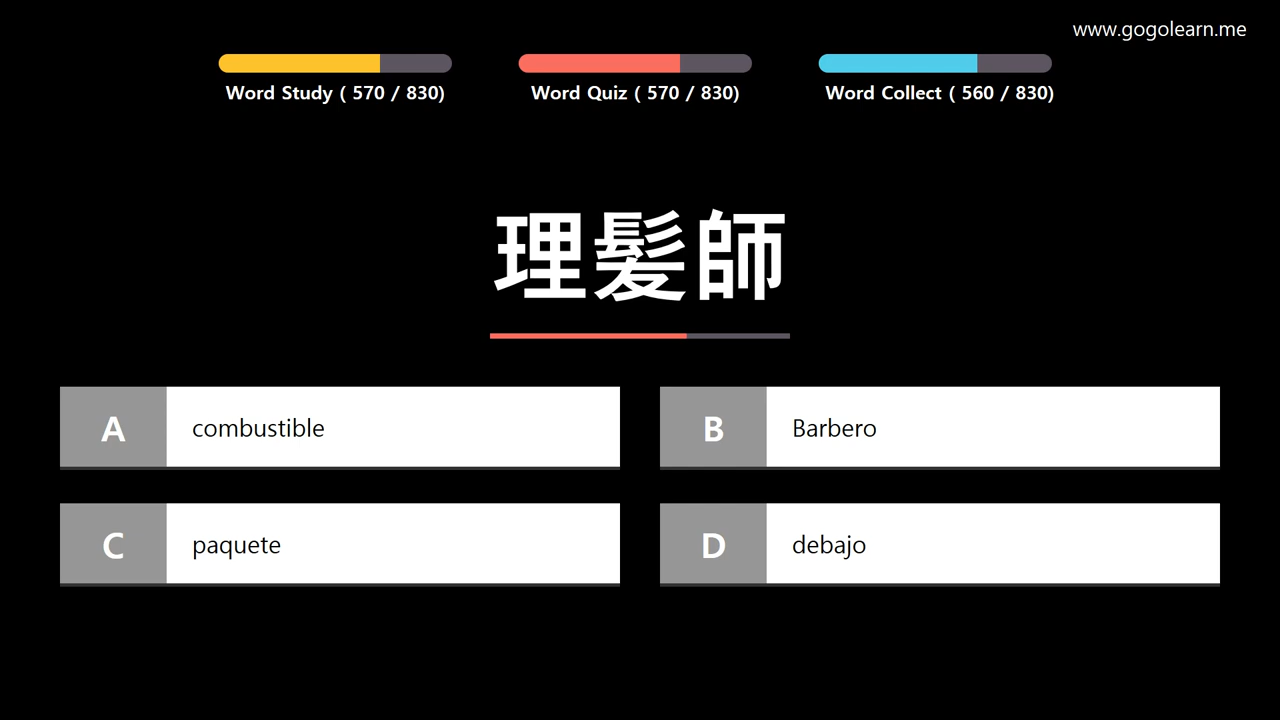 www.gogolearn.me
Word Study ( 570 / 830)
Word Quiz ( 570 / 830)
Word Collect ( 560 / 830)
理髮師
A
combustible
B
Barbero
C
paquete
D
debajo